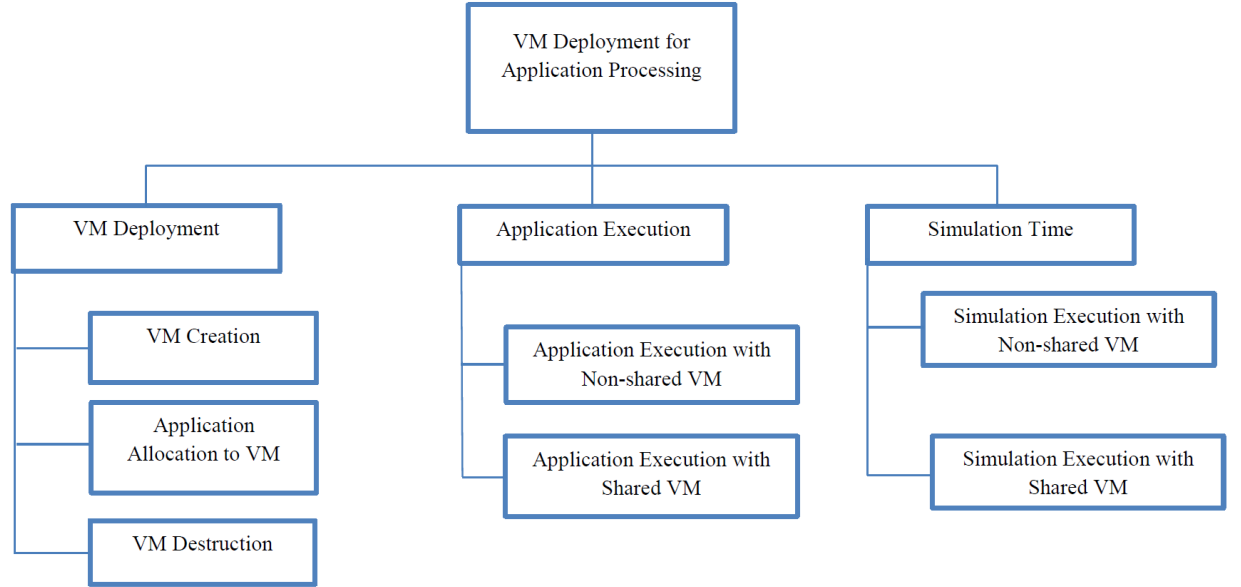 VM Deployment for
Application Processing
VM Deployment
VM Creation
Application
Allocation to VM
VM Destruction
Application Execution
Application Execution with
Non-shared VM
Application Execution with
Shared VM
Simulation Time
Simulation Execution with
Non-shared VM
Simulation Execution with
Shared VM